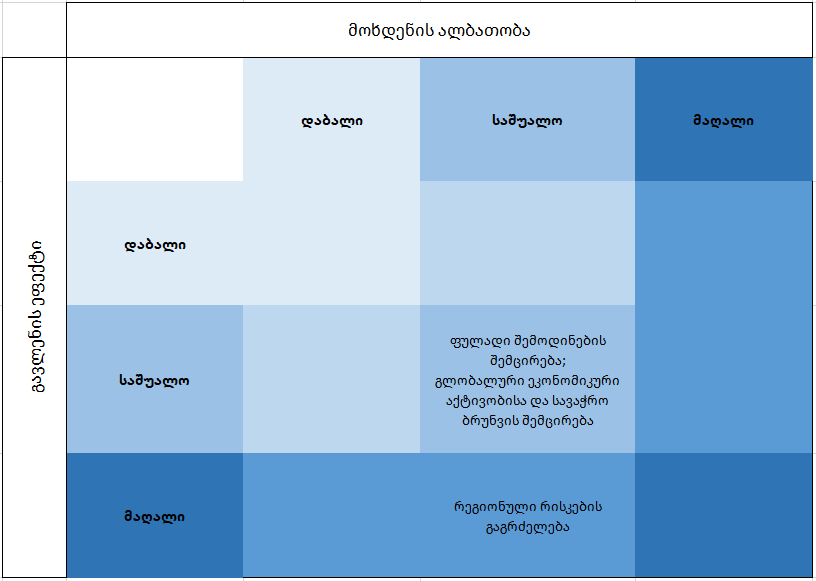 მოხდენის ალბათობა
დაბალი
საშუალო
მაღალი
გავლენის ეფექტი
დაბალი
საშუალო
ფულადი შემოდინების
შემცირება;
გლობალური ეკონომიკური
აქტივობისა და სავაჭრო
ბრუნვის შემცირება
მაღალი
რეგიონული რისკების
გაგრძელება